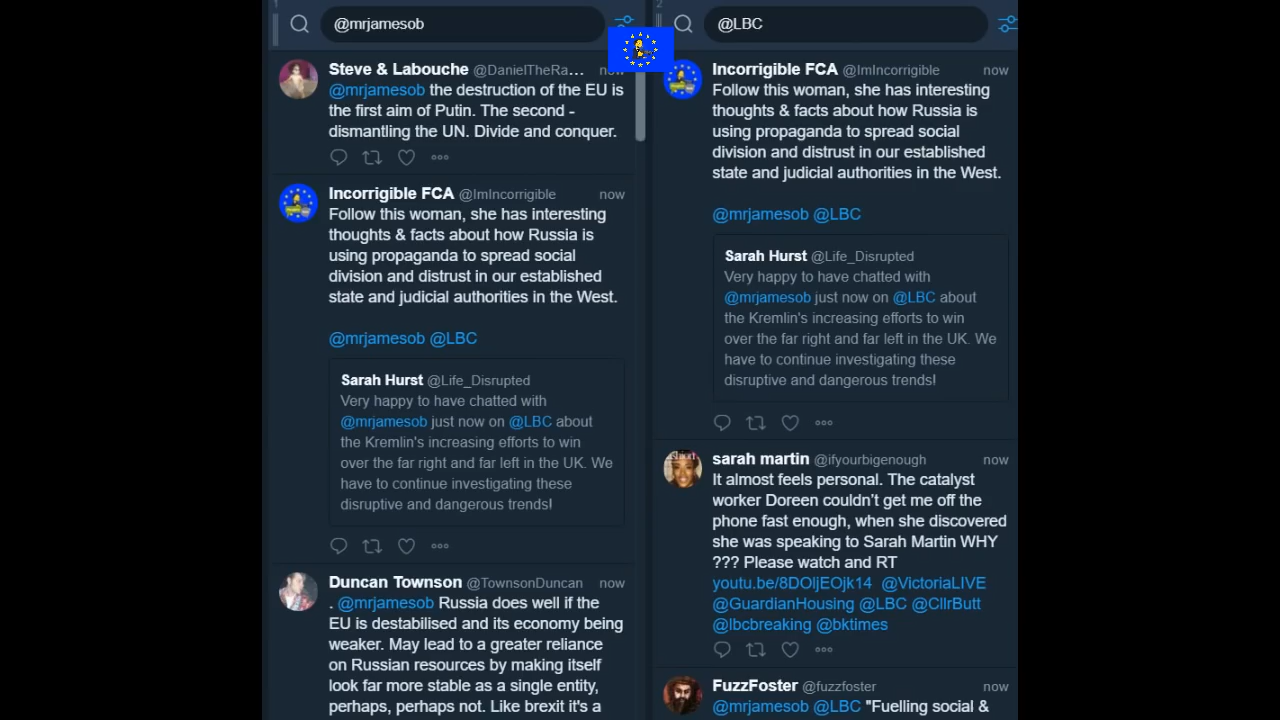 1
@mrjamesob
Steve & Labouche @DanielTheRa... now
@mrjamesob the destruction of the EU is
the first aim of Putin. The second -
dismantling the UN. Divide and conquer.
Incorrigible FCA @ImIncorrigible now
Follow this woman, she has interesting
thoughts & facts about how Russia is
using propaganda to spread social
division and distrust in our established
state and judicial authorities in the West.
@mrjamesob @LBC
Sarah Hurst @Life_Disrupted
Very happy to have chatted with
@mrjamesob just now on @LBC about
the Kremlin's increasing efforts to win
over the far right and far left in the UK. We
have to continue investigating these
disruptive and dangerous trends!
Duncan Townson @TownsonDuncan now
. @mrjamesob Russia does well if the
EU is destabilised and its economy being
weaker. May lead to a greater reliance
on Russian resources by making itself
look far more stable as a single entity,
perhaps, perhaps not. Like brexit it's a
2
@LBC
Incorrigible FCA @ImIncorrigible now
Follow this woman, she has interesting
thoughts & facts about how Russia is
using propaganda to spread social
division and distrust in our established
state and judicial authorities in the West.
@mrjamesob @LBC
Sarah Hurst @Life_Disrupted
Very happy to have chatted with
@mrjamesob just now on @LBC about
the Kremlin's increasing efforts to win
over the far right and far left in the UK. We
have to continue investigating these
disruptive and dangerous trends!
sarah martin @ifyourbigenough now
It almost feels personal. The catalyst
worker Doreen couldn't get me off the
phone fast enough, when she discovered
she was speaking to Sarah Martin WHY
??? Please watch and RT
youtu.be/8DOljEOjk14 @VictoriaLIVE
@GuardianHousing @LBC @CllrButt
@lbcbreaking @bktimes
FuzzFoster @fuzzfoster now
@mrjamesob @LBC "Fuelling social &